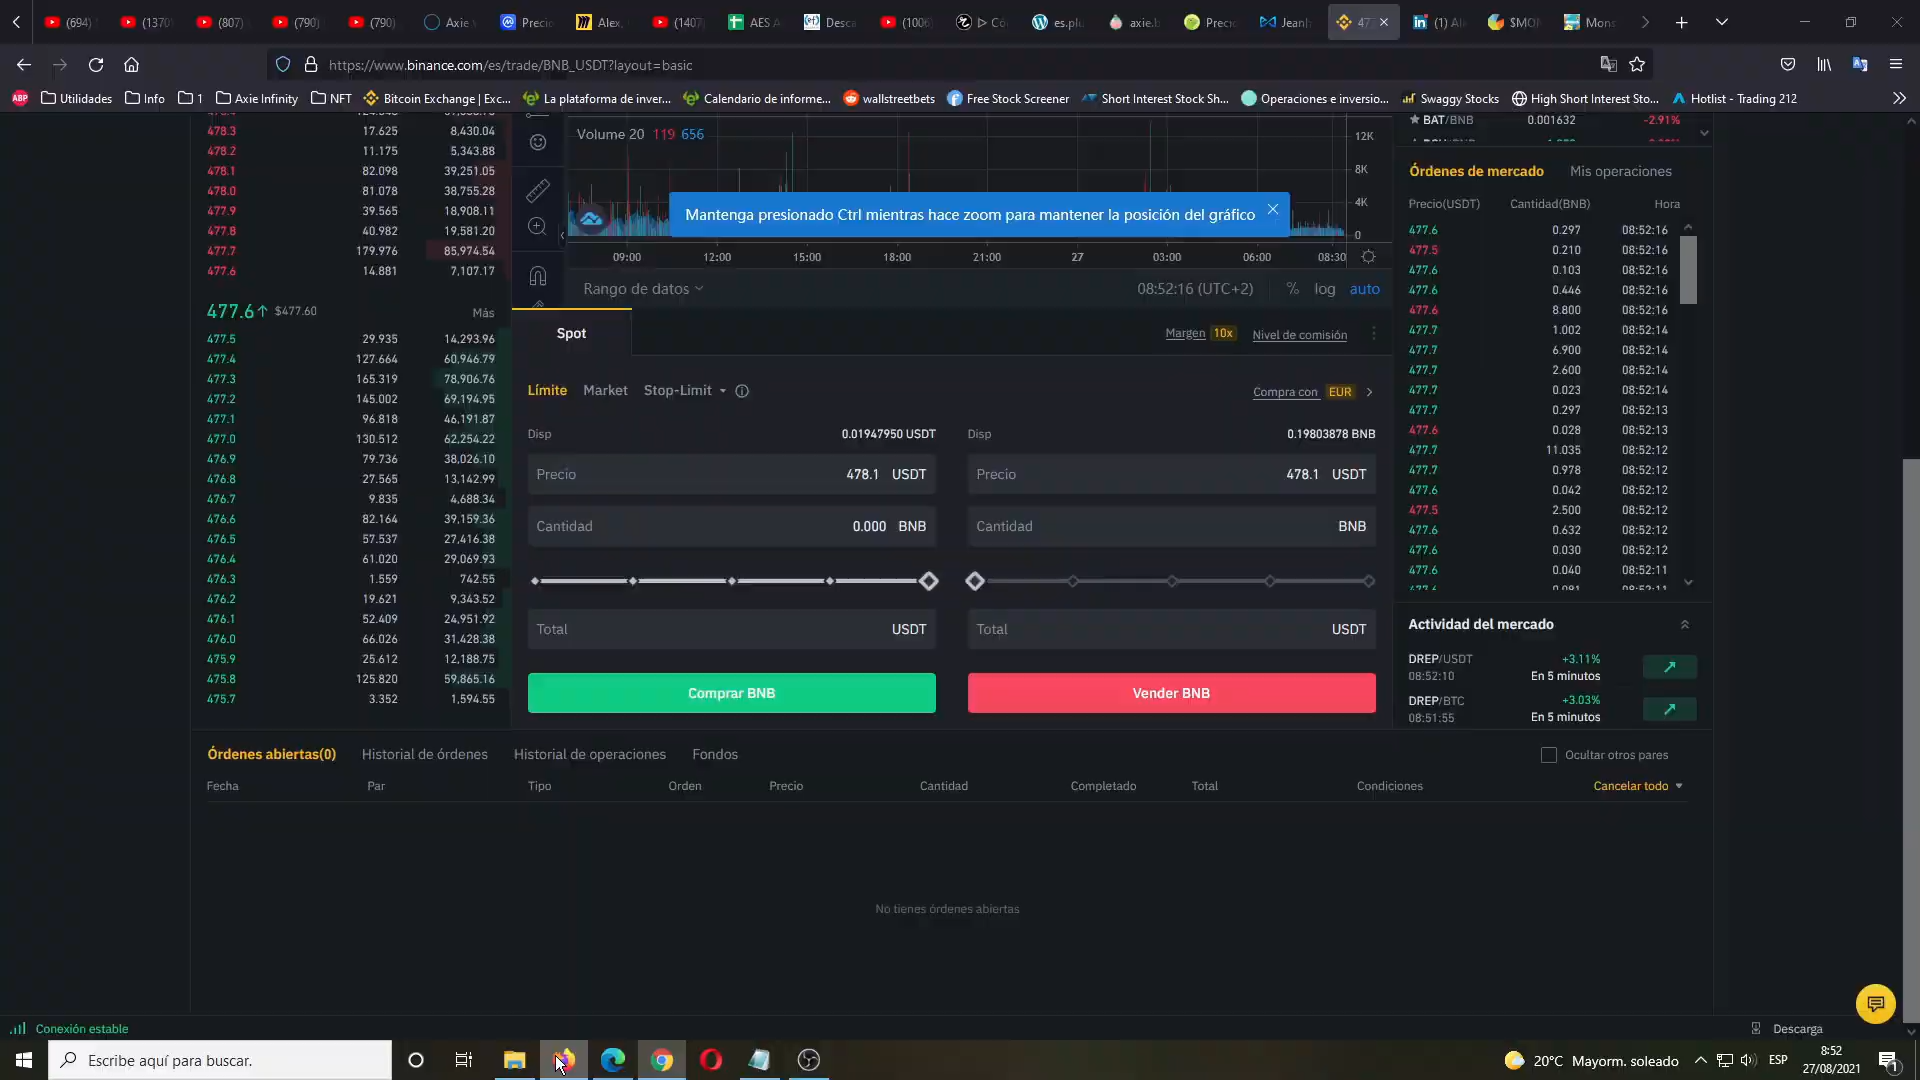 (694)
(1370)
(807)
(790)
(790)
Axie
Precio
Alex,
(1407)
AES A
Desca
(1006)
es.plu
axie.b
Preci
Jeanh
47
(1) Al
$MO
Mons
https://www.binance.com/es/trade/BNB_USDT?layout=basic
ABP
Utilidades
Info
1
Axie Infinity
NFT
Bitcoin Exchange | Exc...
La plataforma de inver...
Calendario de informe...
wallstreetbets
Free Stock Screener
Short Interest Stock Sh...
Operaciones e inversio...
Swaggy Stocks
High Short Interest Sto...
Hotlist - Trading 212
478.3 17.625 8,430.04
478.2 11.175 5,343.88
478.1 82.098 39,251.05
478.0 81.078 38,755.28
477.9 39.565 18,908.11
477.8 40.982 19,581.20
477.7 179.976 85,974.54
477.6 14.881 7,107.17
477.6↑ $477.60 Más
477.5 29.935 14,293.96
477.4 127.664 60,946.79
477.3 165.319 78,906.76
477.2 145.002 69,194.95
477.1 96.818 46,191.87
477.0 130.512 62,254.22
476.9 79.736 38,026.10
476.8 27.565 13,142.99
476.7 9.835 4,688.34
476.6 82.164 39,159.36
476.5 57.537 27,416.38
476.4 61.020 29,069.93
476.3 1.559 742.55
476.2 19.621 9,343.52
476.1 52.409 24,951.92
476.0 66.026 31,428.38
475.9 25.612 12,188.75
475.8 125.820 59,865.16
475.7 3.352 1,594.55
Volume 20 119 656
12K
8K
4K
0
Mantenga presionado Ctrl mientras hace zoom para mantener la posición del gráfico
09:00 12:00 15:00 18:00 21:00 27 03:00 06:00 08:30
Rango de datos 08:52:16 (UTC+2) % log auto
Spot
Margen 10x Nivel de comisión
Límite Market Stop-Limit
Compra con EUR
Disp 0.01947950 USDT
Precio 478.1 USDT
Cantidad 0.000 BNB
Total USDT
Comprar BNB
Disp 0.19803878 BNB
Precio 478.1 USDT
Cantidad BNB
Total USDT
Vender BNB
BAT/BNB 0.001632 -2.91%
Órdenes de mercado Mis operaciones
Precio(USDT) Cantidad(BNB) Hora
477.6 0.297 08:52:16
477.5 0.210 08:52:16
477.6 0.103 08:52:16
477.6 0.446 08:52:16
477.6 8.800 08:52:16
477.7 1.002 08:52:14
477.7 6.900 08:52:14
477.7 2.600 08:52:14
477.7 0.023 08:52:14
477.7 0.297 08:52:13
477.6 0.028 08:52:13
477.7 11.035 08:52:12
477.7 0.978 08:52:12
477.6 0.042 08:52:12
477.5 2.500 08:52:12
477.6 0.632 08:52:12
477.6 0.030 08:52:12
477.6 0.040 08:52:11
Actividad del mercado
DREP/USDT +3.11%
08:52:10 En 5 minutos
DREP/BTC +3.03%
08:51:55 En 5 minutos
Órdenes abiertas(0) Historial de órdenes Historial de operaciones Fondos
Ocultar otros pares
Fecha Par Tipo Orden Precio Cantidad Completado Total Condiciones Cancelar todo
No tienes órdenes abiertas
Conexión estable
Descarga
Escribe aquí para buscar.
20°C Mayorm. soleado
ESP
8:52
27/08/2021
1